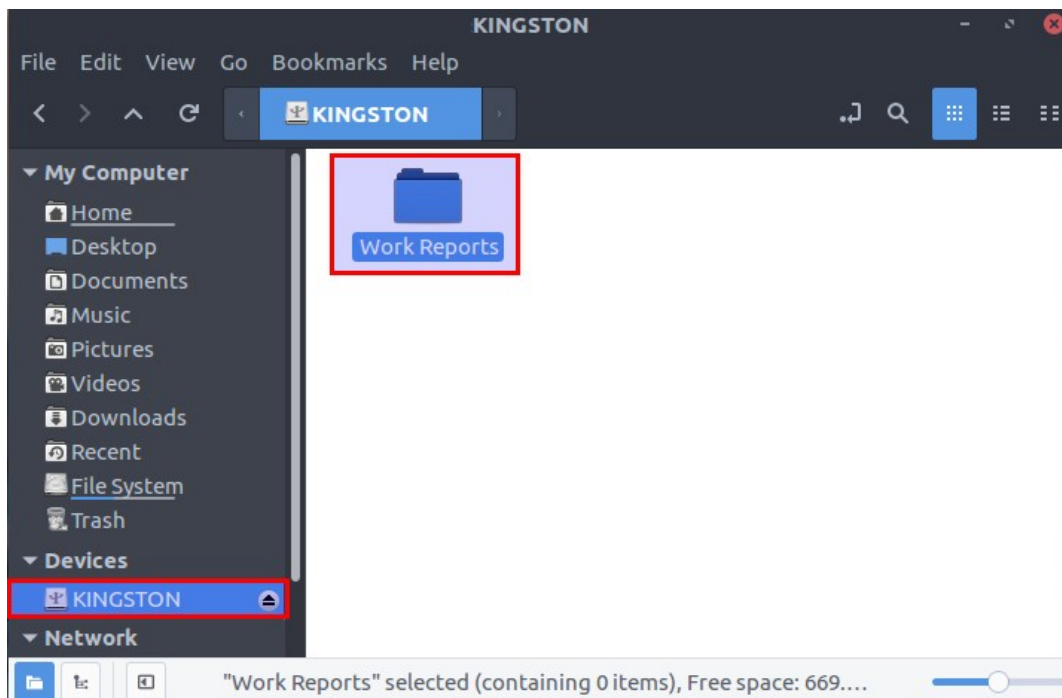 KINGSTON
File Edit View Go Bookmarks Help
KINGSTON
My Computer
Home
Desktop
Documents
Music
Pictures
Videos
Downloads
Recent
File System
Trash
Devices
KINGSTON
Network
Work Reports
"Work Reports" selected (containing 0 items), Free space: 669....